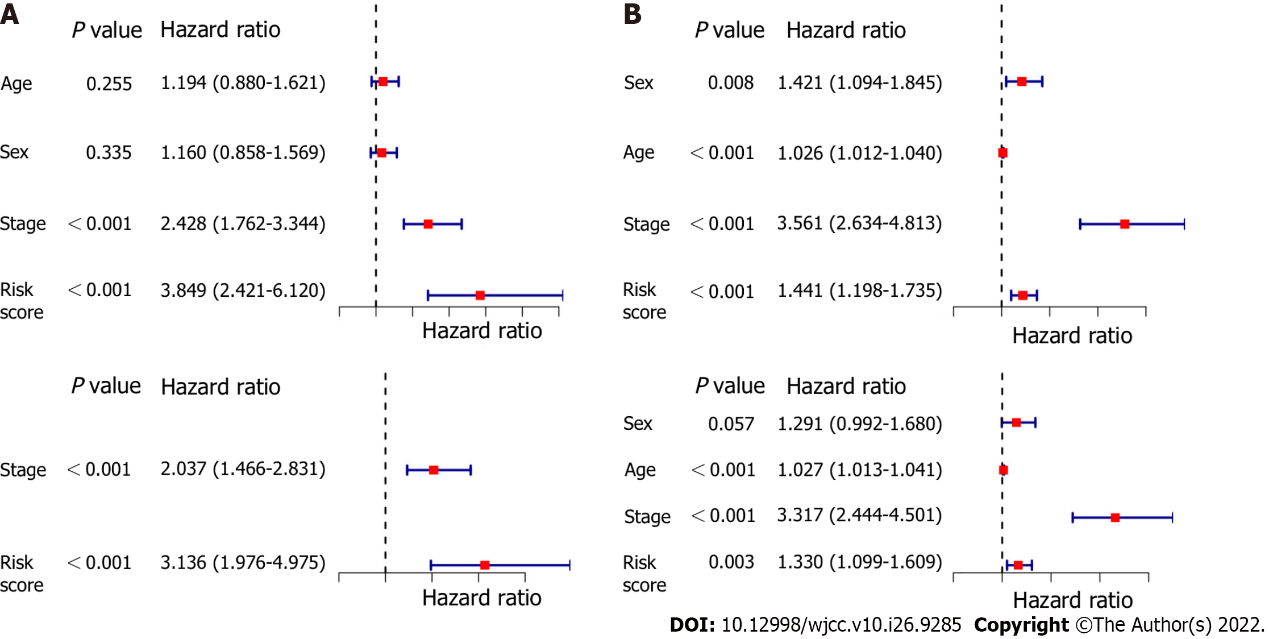 A
P value Hazard ratio
Age 0.255 1.194 (0.880-1.621)
Sex 0.335 1.160 (0.858-1.569)
Stage < 0.001 2.428 (1.762-3.344)
Risk score < 0.001 3.849 (2.421-6.120)
Hazard ratio
P value Hazard ratio
Stage < 0.001 2.037 (1.466-2.831)
Risk score < 0.001 3.136 (1.976-4.975)
Hazard ratio
B
P value Hazard ratio
Sex 0.008 1.421 (1.094-1.845)
Age < 0.001 1.026 (1.012-1.040)
Stage < 0.001 3.561 (2.634-4.813)
Risk score < 0.001 1.441 (1.198-1.735)
Hazard ratio
P value Hazard ratio
Sex 0.057 1.291 (0.992-1.680)
Age < 0.001 1.027 (1.013-1.041)
Stage < 0.001 3.317 (2.444-4.501)
Risk score 0.003 1.330 (1.099-1.609)
Hazard ratio
DOI: 10.12998/wjcc.v10.i26.9285 Copyright ©The Author(s) 2022.